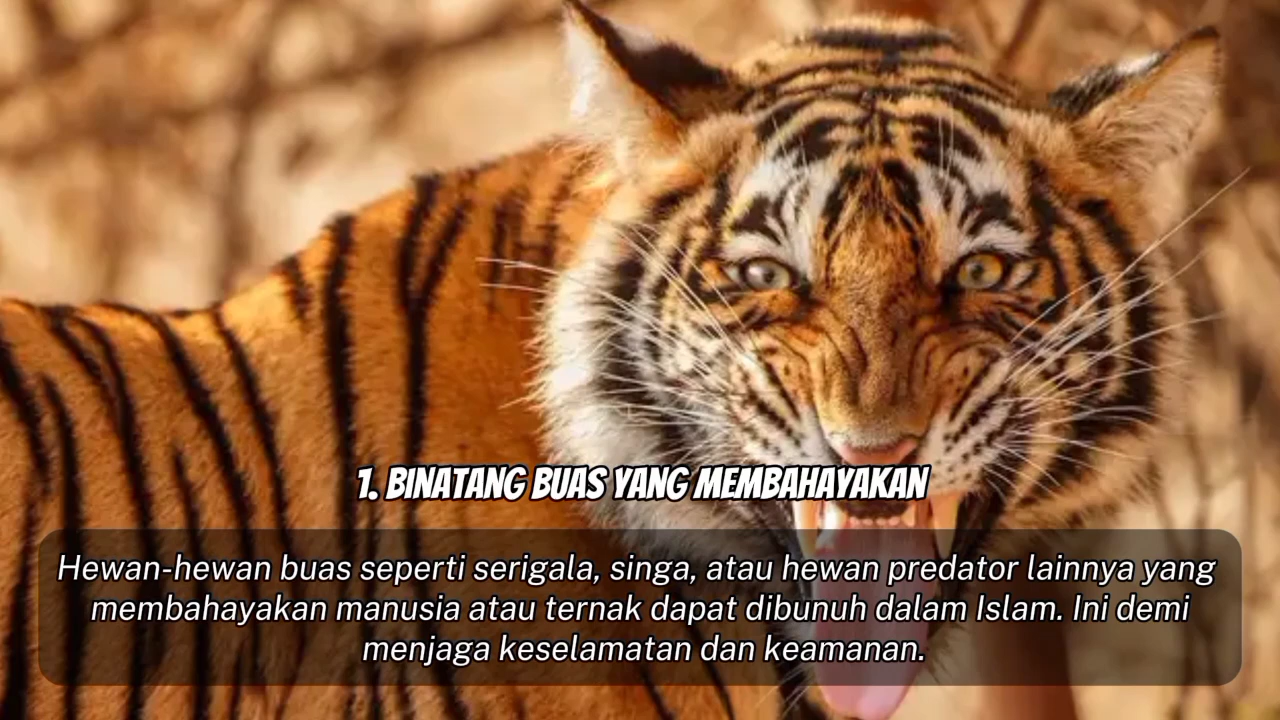 1. BINATANG BUAS YANG MEMBAHAYAKAN
Hewan-hewan buas seperti serigala, singa, atau hewan predator lainnya yang
membahayakan manusia atau ternak dapat dibunuh dalam Islam. Ini demi
menjaga keselamatan dan keamanan.